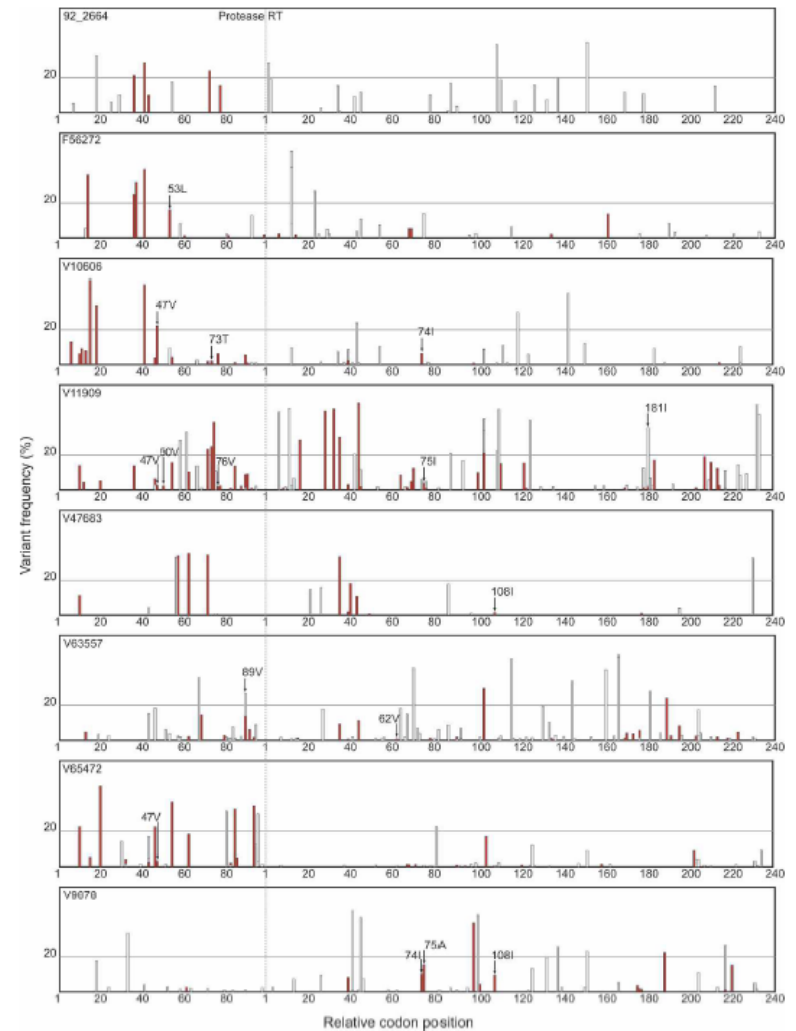 92_2664 Protease RT
20
1 20 40 60 80 1 20 40 60 80 100 120 140 160 180 200 220 240
F56272
53L
20
1 20 40 60 80 1 20 40 60 80 100 120 140 160 180 200 220 240
V10606
47V
73T 74I
20
1 20 40 60 80 1 20 40 60 80 100 120 140 160 180 200 220 240
V11909
181I
47V 50V 76V 75I
20
1 20 40 60 80 1 20 40 60 80 100 120 140 160 180 200 220 240
V47683
20
108I
1 20 40 60 80 1 20 40 60 80 100 120 140 160 180 200 220 240
V63557
89V
20
62V
1 20 40 60 80 1 20 40 60 80 100 120 140 160 180 200 220 240
V65472
47V
20
1 20 40 60 80 1 20 40 60 80 100 120 140 160 180 200 220 240
V9070
20
74I 75A 108I
1 20 40 60 80 1 20 40 60 80 100 120 140 160 180 200 220 240
Variant frequency (%)
Relative codon position